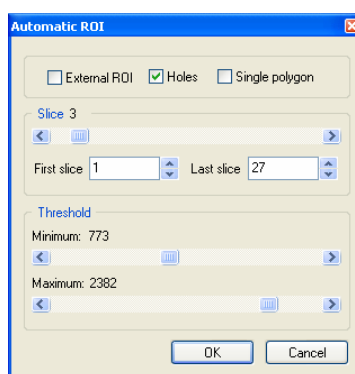 Automatic ROI
External ROI Holes Single polygon
Slice 3
First slice 1 Last slice 27
Threshold
Minimum: 773
Maximum: 2382
OK Cancel